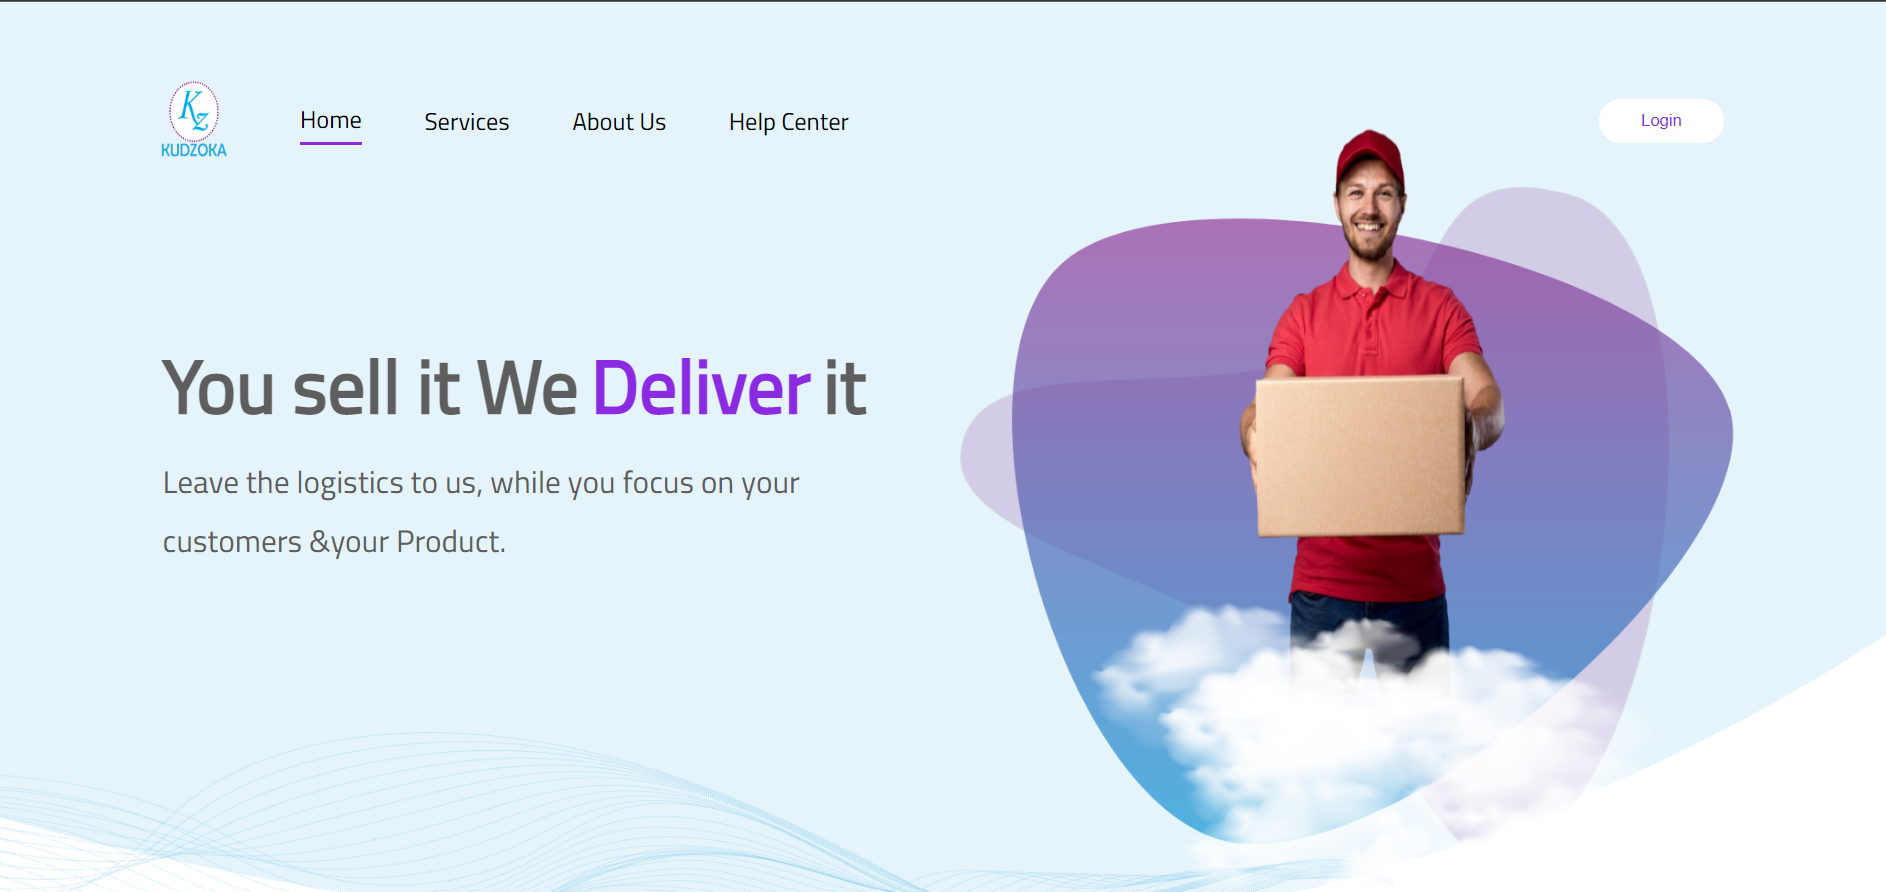 Kz
KUDZOKA
Home
Services
About Us
Help Center
Login
You sell it We Deliver it
Leave the logistics to us, while you focus on your
customers &your Product.